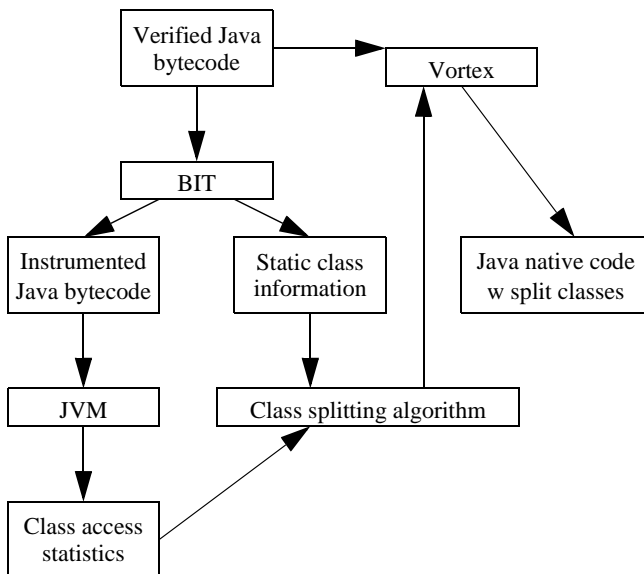 Verified Java
bytecode
Vortex
BIT
Instrumented
Java bytecode
Static class
information
Java native code
w split classes
JVM
Class splitting algorithm
Class access
statistics